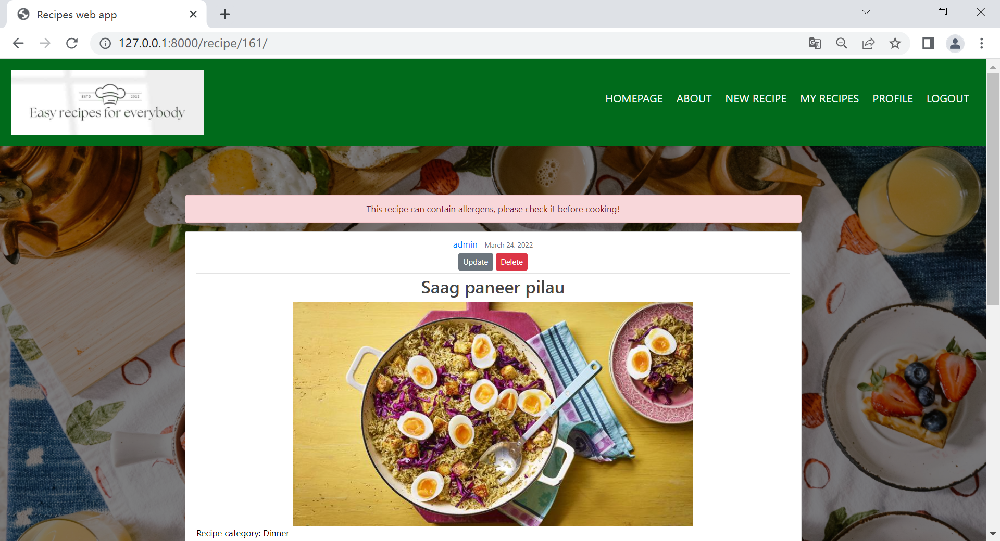 Recipes web app
127.0.0.1:8000/recipe/161/
ESTD 2022
Easy recipes for everybody
HOMEPAGE ABOUT NEW RECIPE MY RECIPES PROFILE LOGOUT
This recipe can contain allergens, please check it before cooking!
admin March 24, 2022
Update Delete
Saag paneer pilau
Recipe category: Dinner